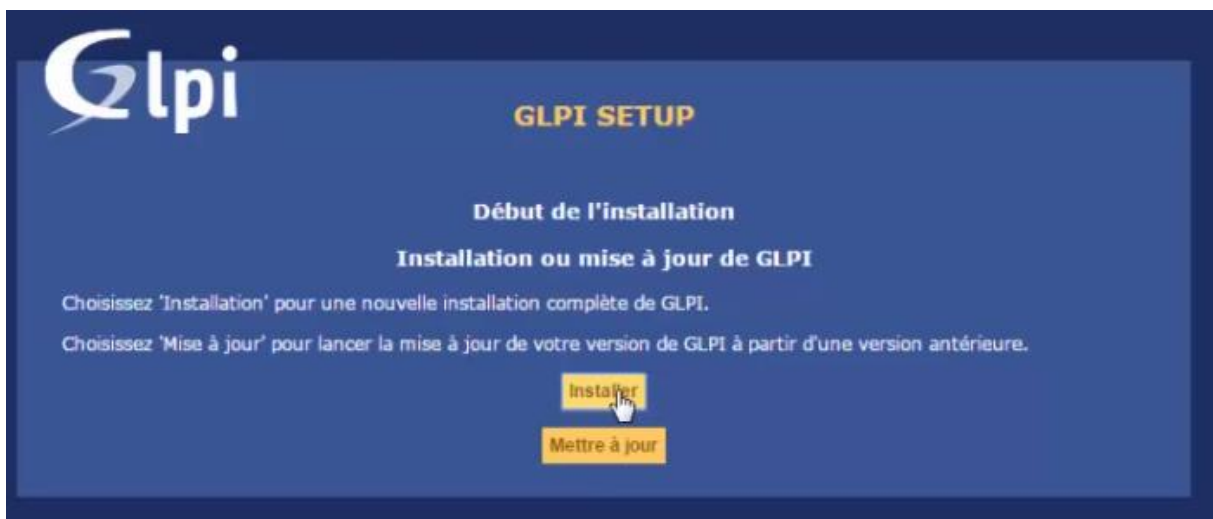 Glpi
GLPI SETUP
Début de l'installation
Installation ou mise à jour de GLPI
Choisissez 'Installation' pour une nouvelle installation complète de GLPI.
Choisissez 'Mise à jour' pour lancer la mise à jour de votre version de GLPI à partir d'une version antérieure.
Installer
Mettre à jour